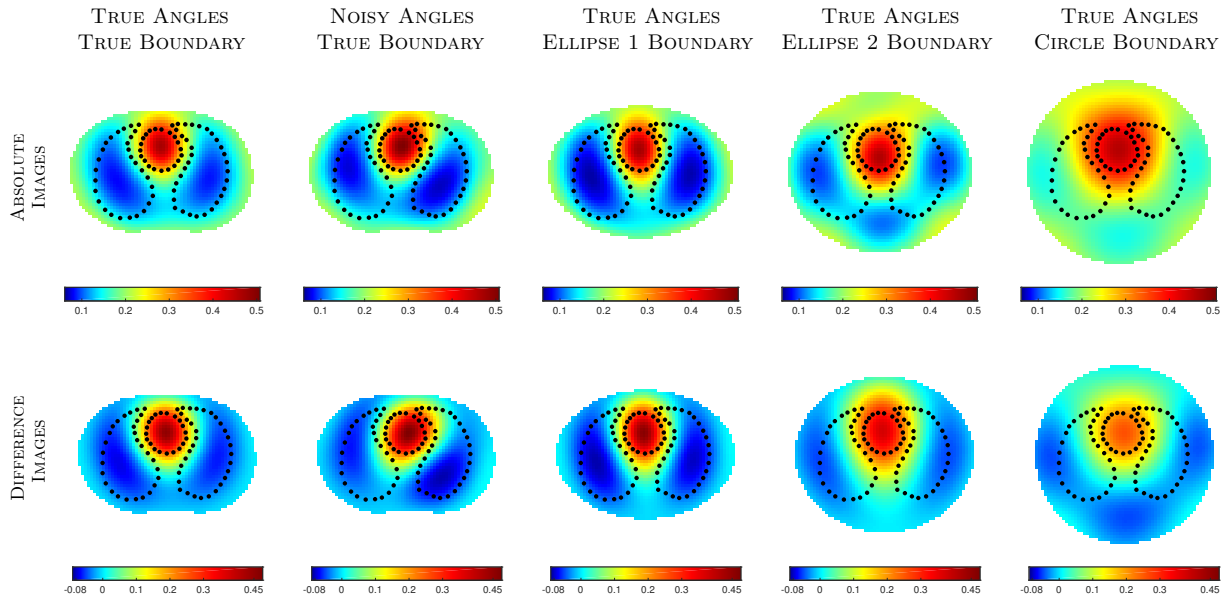 TRUE ANGLES
TRUE BOUNDARY
NOISY ANGLES
TRUE BOUNDARY
TRUE ANGLES
ELLIPSE 1 BOUNDARY
TRUE ANGLES
ELLIPSE 2 BOUNDARY
TRUE ANGLES
CIRCLE BOUNDARY
ABSOLUTE
IMAGES
0.1 0.2 0.3 0.4 0.5
0.1 0.2 0.3 0.4 0.5
0.1 0.2 0.3 0.4 0.5
0.1 0.2 0.3 0.4 0.5
0.1 0.2 0.3 0.4 0.5
DIFFERENCE
IMAGES
-0.08 0 0.1 0.2 0.3 0.45
-0.08 0 0.1 0.2 0.3 0.45
-0.08 0 0.1 0.2 0.3 0.45
-0.08 0 0.1 0.2 0.3 0.45
-0.08 0 0.1 0.2 0.3 0.45